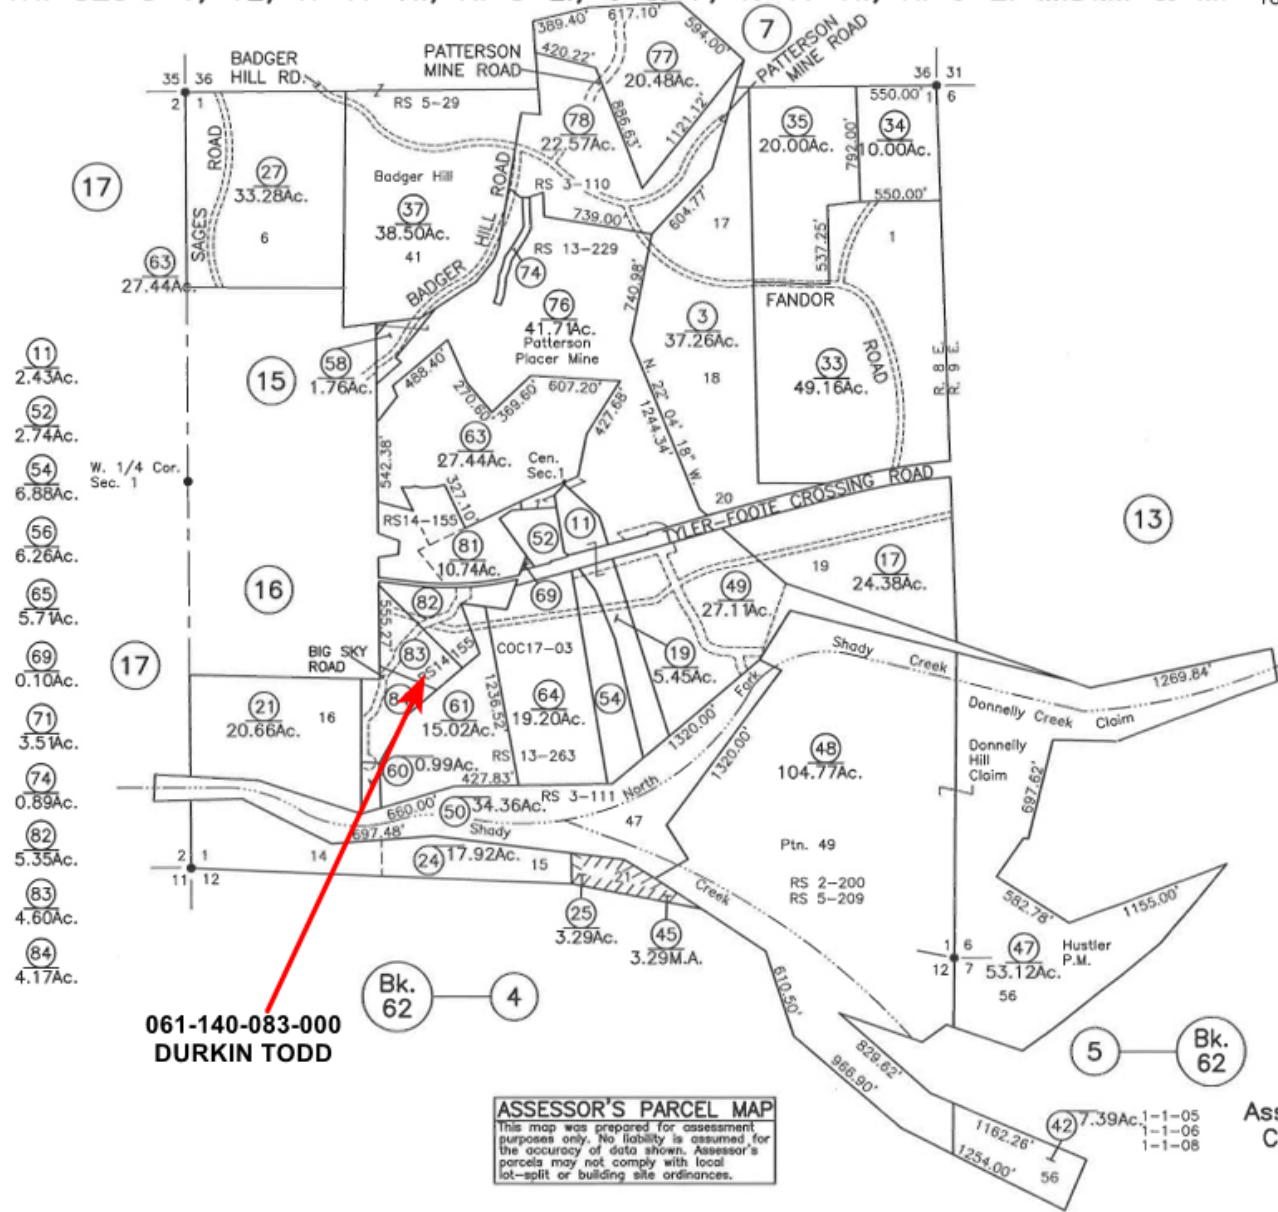 389.40'
617.10'
594.00'
7
PATTERSON
MINE ROAD
BADGER
HILL RD.
PATTERSON
MINE ROAD
420.22'
77
20.48Ac.
35 36
2 1
RS 5-29
36 31
1 6
550.00'
886.63'
1121.12'
78
22.57Ac.
35
20.00Ac.
792.00'
34
10.00Ac.
17
SAGES ROAD
27
33.28Ac.
6
Badger Hill
37
38.50Ac.
41
BADGER HILL ROAD
RS 3-110
739.00'
604.77'
17
550.00'
537.25'
1
63
27.44Ac.
RS 13-229
74
740.98'
FANDOR ROAD
76
41.71Ac.
Patterson
Placer Mine
3
37.26Ac.
18
33
49.16Ac.
R. 8 E.
R. 9 E.
11
2.43Ac.
52
2.74Ac.
54
6.88Ac.
56
6.26Ac.
65
5.71Ac.
69
0.10Ac.
71
3.51Ac.
74
0.89Ac.
82
5.35Ac.
83
4.60Ac.
84
4.17Ac.
15
58
1.76Ac.
488.40'
270.60'
369.60'
607.20'
427.68'
N. 22° 04' 18" W.
1244.34'
63
27.44Ac.
542.38'
Cen.
Sec.1
W. 1/4 Cor.
Sec. 1
327.10'
RS14-155
20
TYLER-FOOTE CROSSING ROAD
13
81
10.74Ac.
52
11
16
82
69
49
27.11Ac.
19
17
24.38Ac.
555.27'
BIG SKY
ROAD
83
RS14 155
COC17-03
19
5.45Ac.
Shady Creek
1269.84'
17
21
20.66Ac.
16
61
15.02Ac.
1236.52'
64
19.20Ac.
54
1320.00'
Fork
1320.00'
Donnelly Creek Claim
Donnelly
Hill
Claim
48
104.77Ac.
697.62'
RS 13-263
60
0.99Ac.
427.83'
RS 3-111
North
660.00'
50
34.36Ac.
697.48'
Shady
47
Creek
Ptn. 49
RS 2-200
RS 5-209
2 1
11 12
14
24
17.92Ac.
15
21
25
3.29Ac.
45
3.29M.A.
582.78'
1155.00'
1 6
12 7
47
53.12Ac.
Hustler
P.M.
56
Bk.
62
4
610.50'
061-140-083-000
DURKIN TODD
829.62'
966.90'
5
Bk.
62
ASSESSOR'S PARCEL MAP
This map was prepared for assessment
purposes only. No liability is assumed for
the accuracy of data shown. Assessor's
parcels may not comply with local
lot-split or building site ordinances.
42
7.39Ac.
1-1-05
1-1-06
1-1-08
1162.26'
1254.00'
56